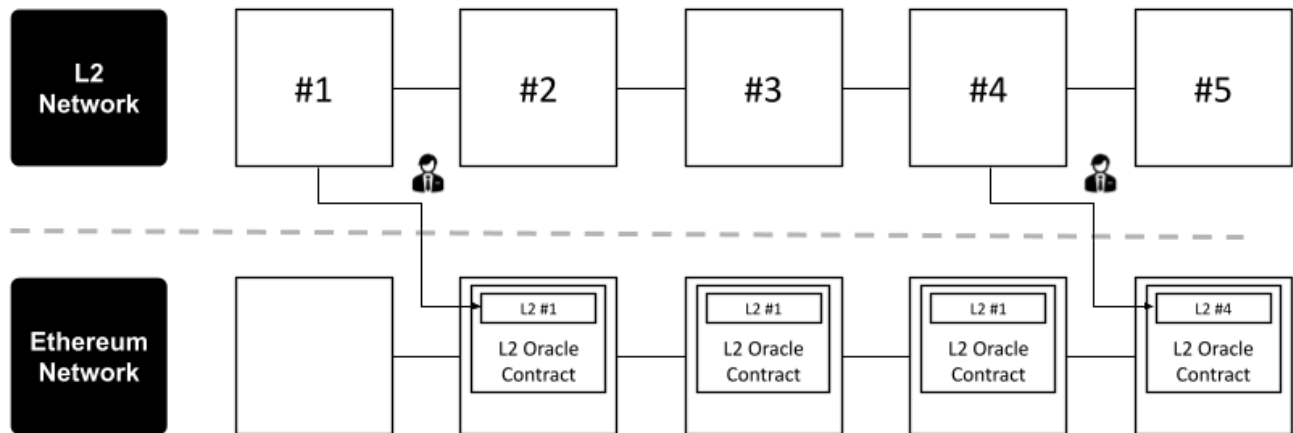 L2
Network
#1
#2
#3
#4
#5
Ethereum
Network
L2 #1
L2 Oracle
Contract
L2 #1
L2 Oracle
Contract
L2 #1
L2 Oracle
Contract
L2 #4
L2 Oracle
Contract